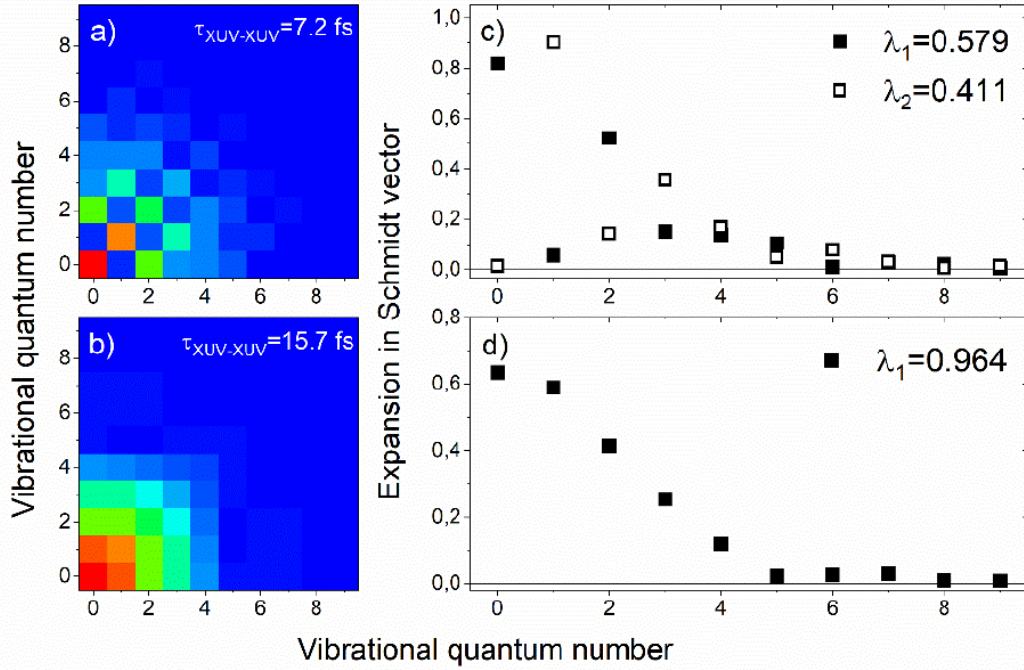 a)
τXUV-XUV=7.2 fs
8
6
4
2
0
0 2 4 6 8
Vibrational quantum number
b)
τXUV-XUV=15.7 fs
8
6
4
2
0
0 2 4 6 8
Expansion in Schmidt vector
c)
λ1=0.579
λ2=0.411
1,0
0,8
0,6
0,4
0,2
0,0
0 2 4 6 8
d)
λ1=0.964
0,8
0,6
0,4
0,2
0,0
0 2 4 6 8
Vibrational quantum number